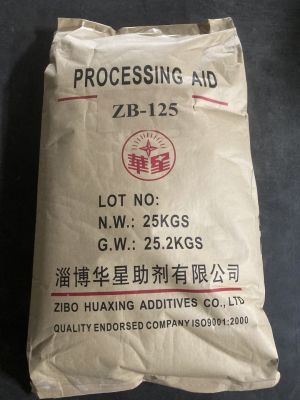 PROCESSING AID
ZB-125
華星
LOT NO:
N.W.: 25KGS
G.W.: 25.2KGS
淄博华星助剂有限公司
ZIBO HUAXING ADDITIVES CO., LTD
QUALITY ENDORSED COMPANY ISO9001:2000